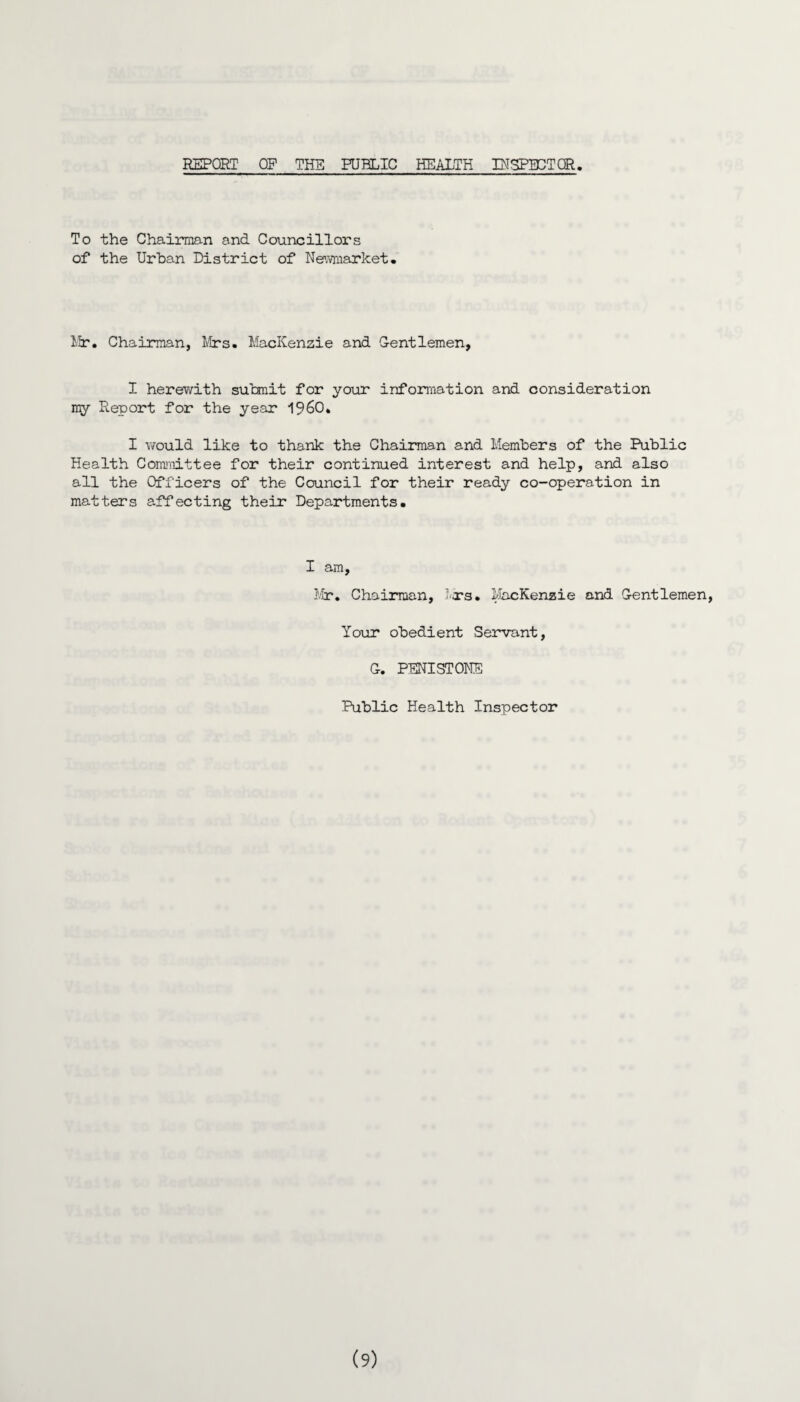 REPORT OF THE PUBLIC HEALTH INSPECTOR.
To the Chairman and Councillors
of the Urban District of Newmarket.
Mr. Chairman, Mrs. MacKenzie and Gentlemen,
I herewith submit for your information and consideration
my Report for the year 1960.
I would like to thank the Chairman and Members of the Public
Health Committee for their continued interest and help, and also
all the Officers of the Council for their ready co-operation in
matters affecting their Departments.
I am,
Mr. Chairman, Mrs. MacKenzie and Gentlemen,
Your obedient Servant,
G. PENISTONE
Public Health Inspector
(9)